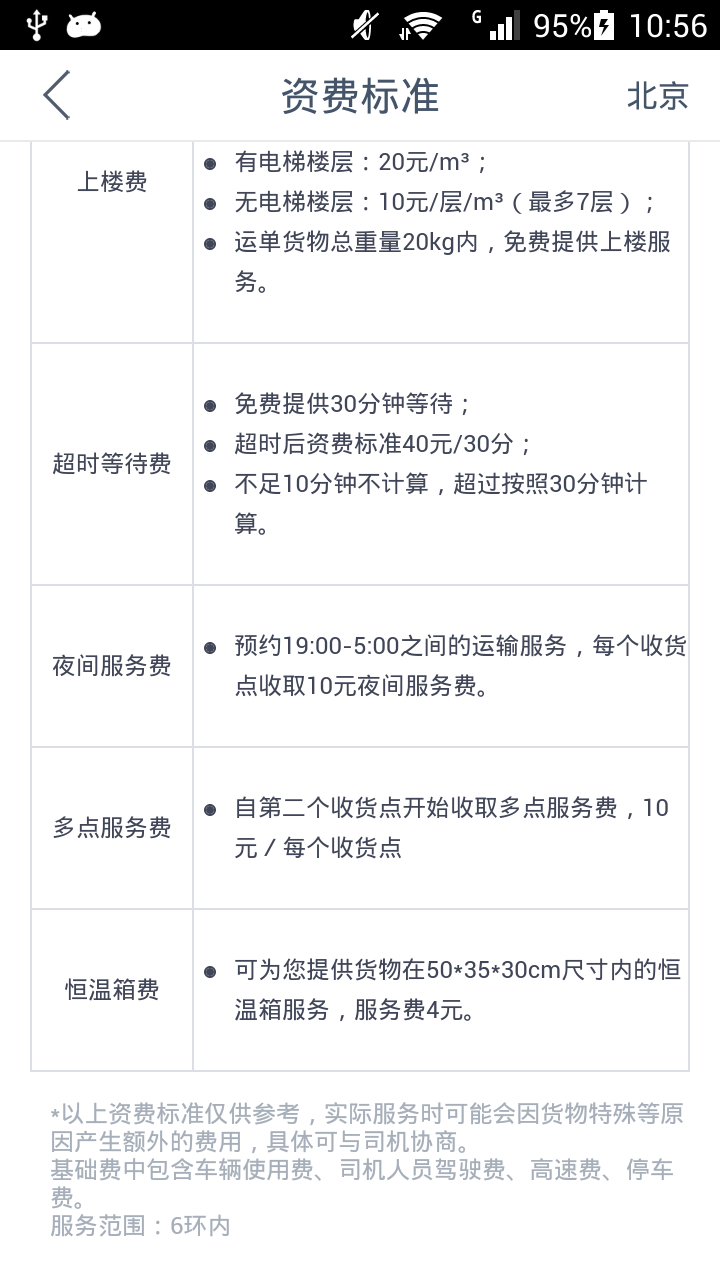 G 95% 10:56
资费标准 北京
上楼费
有电梯楼层：20元/m³；
无电梯楼层：10元/层/m³（最多7层）；
运单货物总重量20kg内，免费提供上楼服
务。
超时等待费
免费提供30分钟等待；
超时后资费标准40元/30分；
不足10分钟不计算，超过按照30分钟计
算。
夜间服务费
预约19:00-5:00之间的运输服务，每个收货
点收取10元夜间服务费。
多点服务费
自第二个收货点开始收取多点服务费，10
元／每个收货点
恒温箱费
可为您提供货物在50*35*30cm尺寸内的恒
温箱服务，服务费4元。
*以上资费标准仅供参考，实际服务时可能会因货物特殊等原
因产生额外的费用，具体可与司机协商。
基础费中包含车辆使用费、司机人员驾驶费、高速费、停车
费。
服务范围：6环内